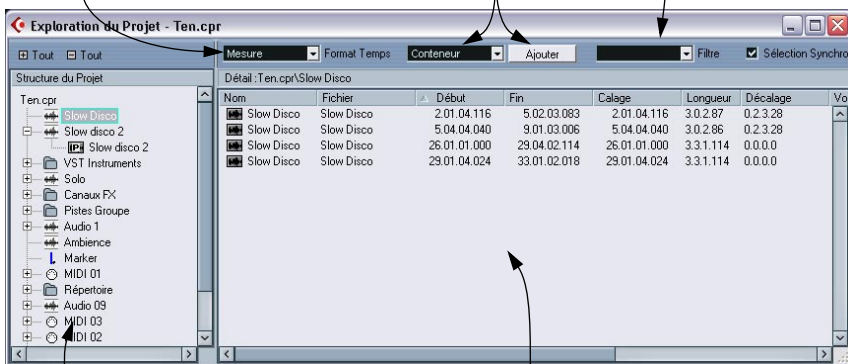 Exploration du Projet - Ten.cpr
Tout Tout Mesure Format Temps Conteneur Ajouter Filtre Sélection Synchro
Structure du Projet Détail :Ten.cpr\Slow Disco
Nom Fichier Début Fin Calage Longueur Décalage Vo
Slow Disco Slow Disco 2.01.04.116 5.02.03.083 2.01.04.116 3.0.2.87 0.2.3.28
Slow Disco Slow Disco 5.04.04.040 9.01.03.006 5.04.04.040 3.0.2.86 0.2.3.28
Slow Disco Slow Disco 26.01.01.000 29.04.02.114 26.01.01.000 3.3.1.114 0.0.0.0
Slow Disco Slow Disco 29.01.04.024 33.01.02.018 29.01.04.024 3.3.1.114 0.0.0.0
Ten.cpr
Slow Disco
Slow disco 2
Slow disco 2
VST Instruments
Solo
Canaux FX
Pistes Groupe
Audio 1
Ambience
Marker
MIDI 01
Répertoire
Audio 09
MIDI 03
MIDI 02